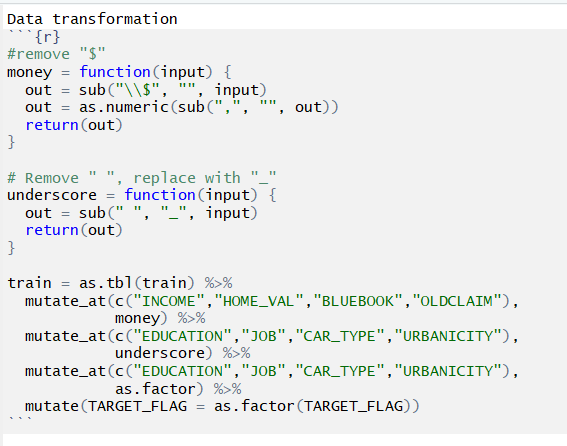 Data transformation
```{r}
#remove "$"
money = function(input) {
  out = sub("\\$", "", input)
  out = as.numeric(sub(",", "", out))
  return(out)
}

# Remove " ", replace with "_"
underscore = function(input) {
  out = sub(" ", "_", input)
  return(out)
}

train = as.tbl(train) %>%
  mutate_at(c("INCOME","HOME_VAL","BLUEBOOK","OLDCLAIM"),
            money) %>%
  mutate_at(c("EDUCATION","JOB","CAR_TYPE","URBANICITY"),
            underscore) %>%
  mutate_at(c("EDUCATION","JOB","CAR_TYPE","URBANICITY"),
            as.factor) %>%
  mutate(TARGET_FLAG = as.factor(TARGET_FLAG))
```